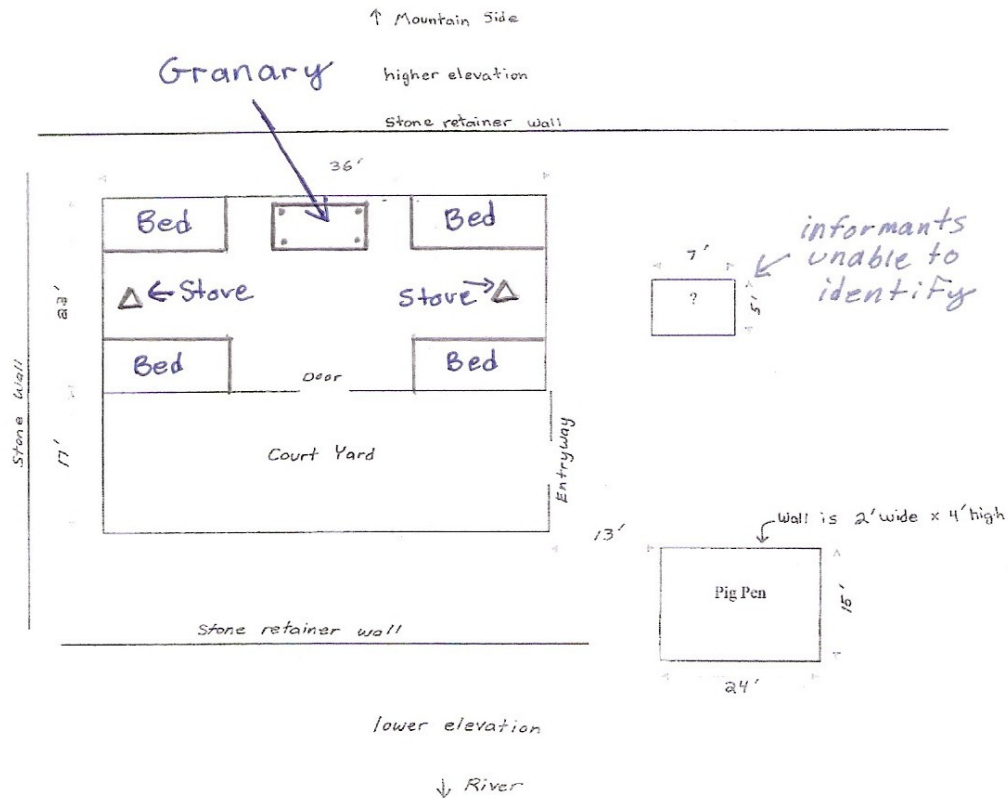 ↑ Mountain Side
Granary
higher elevation
Stone retainer wall
36'
Bed
Bed
informants
unable to
identify
7'
?
5'
22'
← Stove
Stove →
Bed
Bed
Door
Stone Wall
17'
Court Yard
Entryway
Wall is 2' wide x 4' high
13'
Pig Pen
15'
Stone retainer wall
24'
lower elevation
↓ River